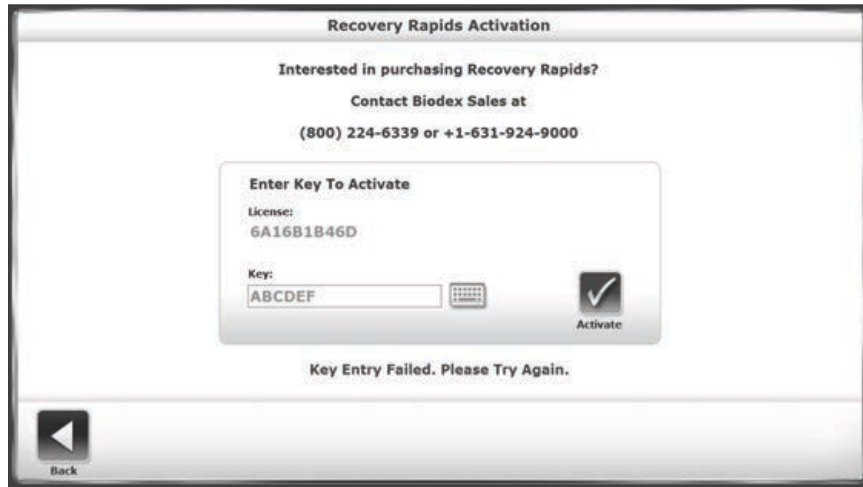 Recovery Rapids Activation
Interested in purchasing Recovery Rapids?
Contact Biodex Sales at
(800) 224-6339 or +1-631-924-9000
Enter Key To Activate
License:
6A16B1B46D
Key:
ABCDEF
Activate
Key Entry Failed. Please Try Again.
Back